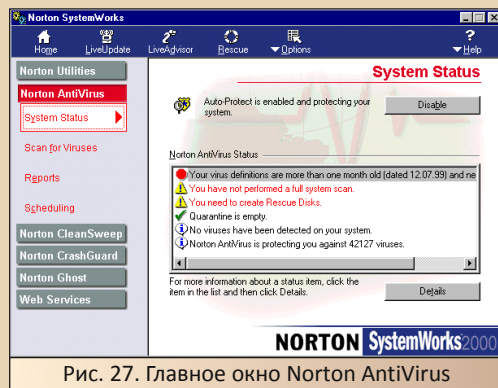 Norton SystemWorks
Home LiveUpdate LiveAdvisor Rescue Options Help
Norton Utilities
Norton AntiVirus
System Status
Scan for Viruses
Reports
Scheduling
Norton CleanSweep
Norton CrashGuard
Norton Ghost
Web Services
System Status
Auto-Protect is enabled and protecting your
system.
Disable
Norton AntiVirus Status
Your virus definitions are more than one month old (dated 12.07.99) and ne
You have not performed a full system scan.
You need to create Rescue Disks.
Quarantine is empty.
No viruses have been detected on your system.
Norton AntiVirus is protecting you against 42127 viruses.
For more information about a status item, click the
item in the list and then click Details.
Details
NORTON SystemWorks 2000
Рис. 27. Главное окно Norton AntiVirus